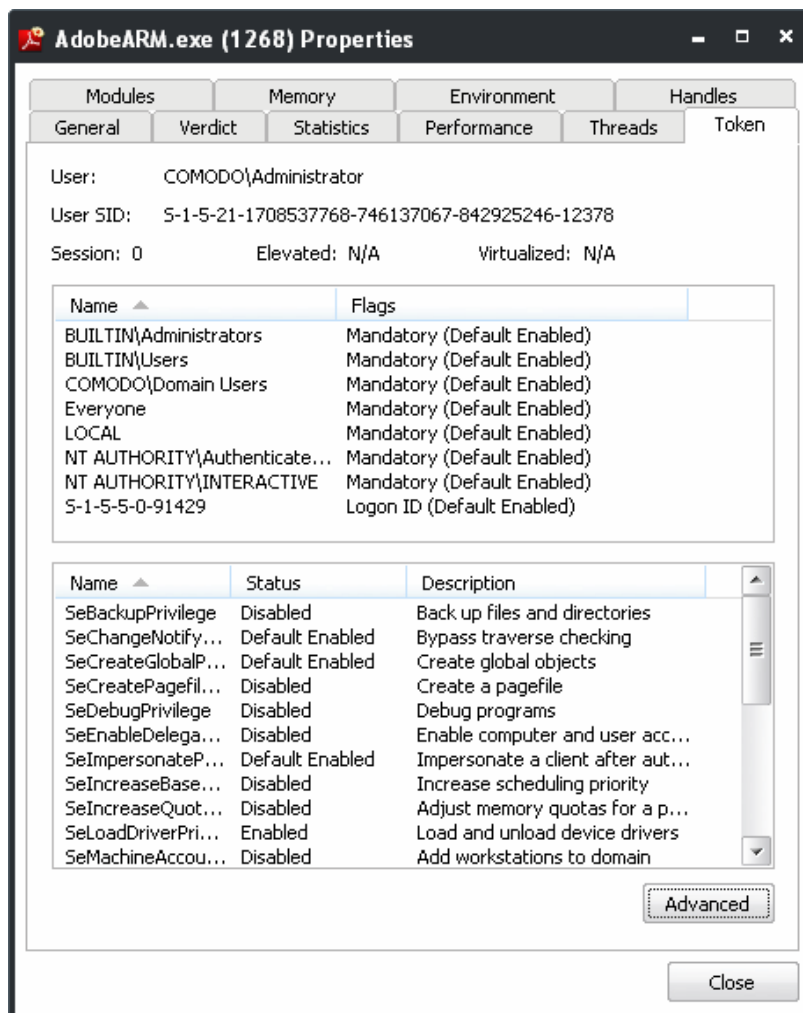 AdobeARM.exe (1268) Properties
Modules Memory Environment Handles
General Verdict Statistics Performance Threads Token
User: COMODO\Administrator
User SID: S-1-5-21-1708537768-746137067-842925246-12378
Session: 0 Elevated: N/A Virtualized: N/A
Name Flags
BUILTIN\Administrators Mandatory (Default Enabled)
BUILTIN\Users Mandatory (Default Enabled)
COMODO\Domain Users Mandatory (Default Enabled)
Everyone Mandatory (Default Enabled)
LOCAL Mandatory (Default Enabled)
NT AUTHORITY\Authenticate... Mandatory (Default Enabled)
NT AUTHORITY\INTERACTIVE Mandatory (Default Enabled)
S-1-5-5-0-91429 Logon ID (Default Enabled)
Name Status Description
SeBackupPrivilege Disabled Back up files and directories
SeChangeNotify... Default Enabled Bypass traverse checking
SeCreateGlobalP... Default Enabled Create global objects
SeCreatePagefil... Disabled Create a pagefile
SeDebugPrivilege Disabled Debug programs
SeEnableDelega... Disabled Enable computer and user acc...
SeImpersonateP... Default Enabled Impersonate a client after aut...
SeIncreaseBase... Disabled Increase scheduling priority
SeIncreaseQuot... Disabled Adjust memory quotas for a p...
SeLoadDriverPri... Enabled Load and unload device drivers
SeMachineAccou... Disabled Add workstations to domain
Advanced
Close